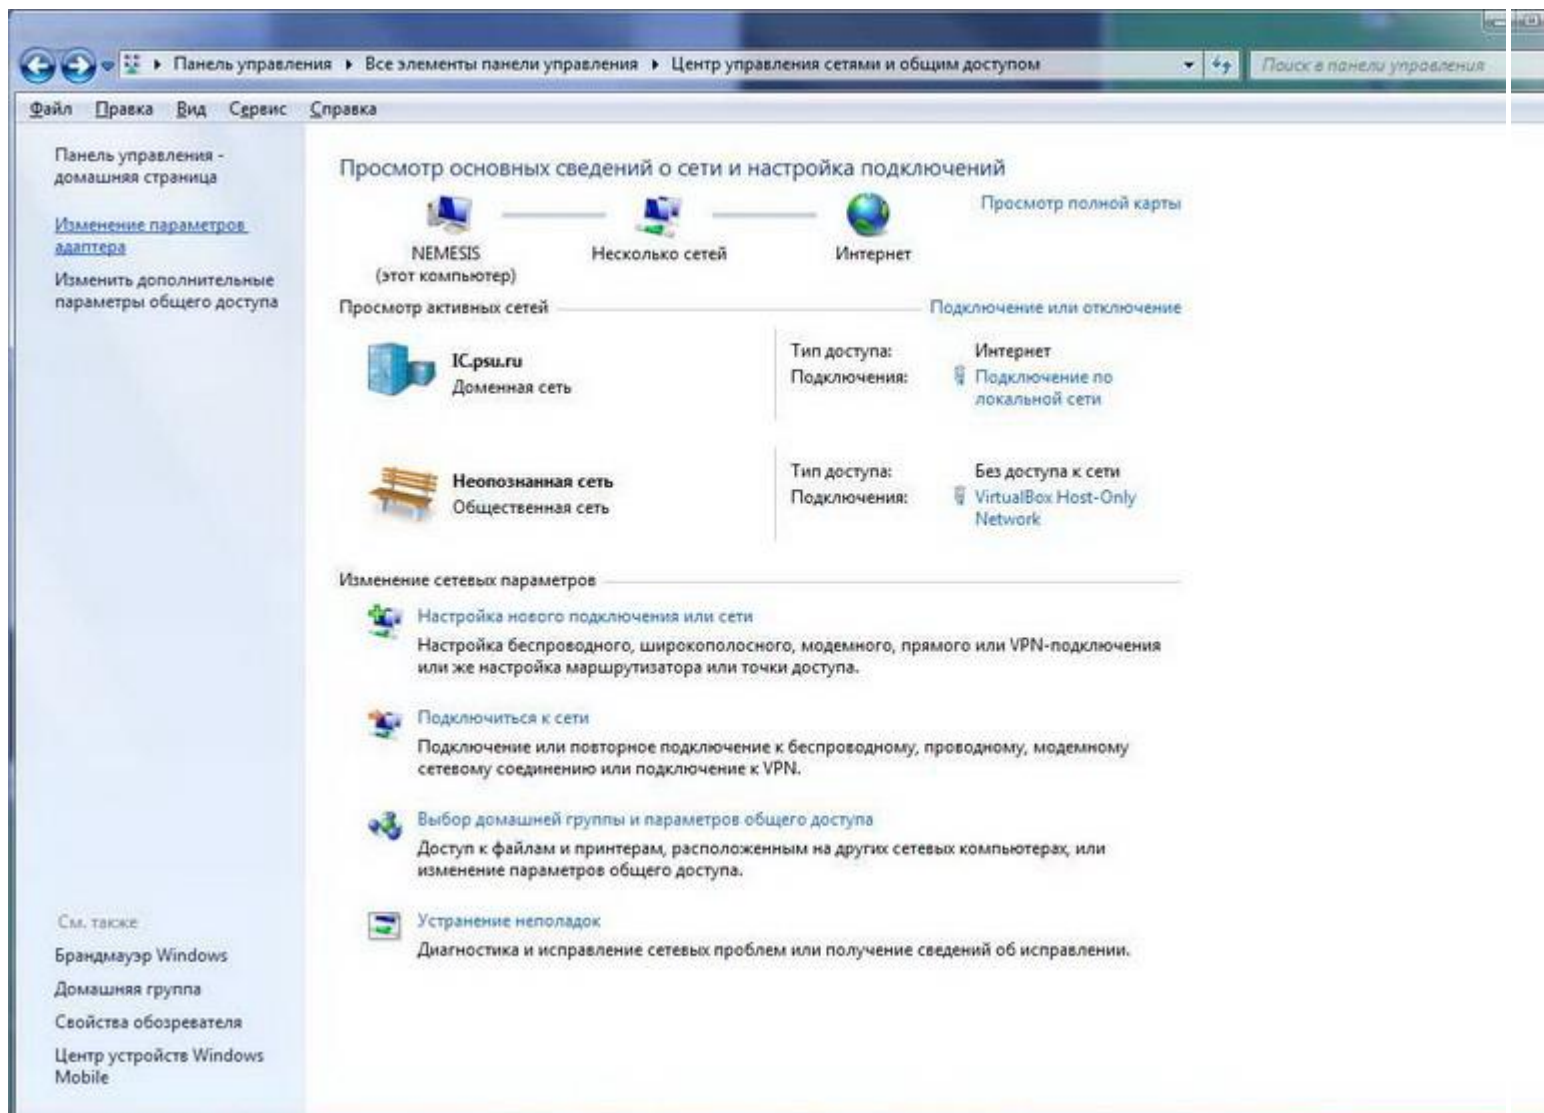 Панель управления ▸ Все элементы панели управления ▸ Центр управления сетями и общим доступом
Поиск в панели управления
Файл Правка Вид Сервис Справка
Панель управления -
домашняя страница
Изменение параметров
адаптера
Изменить дополнительные
параметры общего доступа
Просмотр основных сведений о сети и настройка подключений
Просмотр полной карты
NEMESIS
(этот компьютер)
Несколько сетей
Интернет
Просмотр активных сетей
Подключение или отключение
IC.psu.ru
Доменная сеть
Тип доступа: Интернет
Подключения: Подключение по
локальной сети
Неопознанная сеть
Общественная сеть
Тип доступа: Без доступа к сети
Подключения: VirtualBox Host-Only
Network
Изменение сетевых параметров
Настройка нового подключения или сети
Настройка беспроводного, широкополосного, модемного, прямого или VPN-подключения
или же настройка маршрутизатора или точки доступа.
Подключиться к сети
Подключение или повторное подключение к беспроводному, проводному, модемному
сетевому соединению или подключение к VPN.
Выбор домашней группы и параметров общего доступа
Доступ к файлам и принтерам, расположенным на других сетевых компьютерах, или
изменение параметров общего доступа.
Устранение неполадок
Диагностика и исправление сетевых проблем или получение сведений об исправлении.
См. также
Брандмауэр Windows
Домашняя группа
Свойства обозревателя
Центр устройств Windows
Mobile